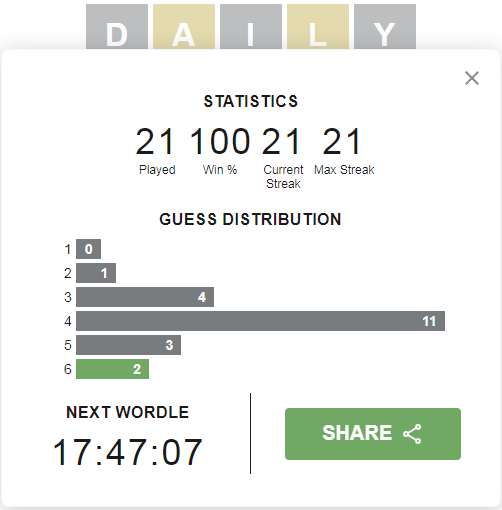 DAILY
STATISTICS
21 100 21 21
Played Win % Current Streak Max Streak
GUESS DISTRIBUTION
1 0
2 1
3 4
4 11
5 3
6 2
NEXT WORDLE
17:47:07
SHARE